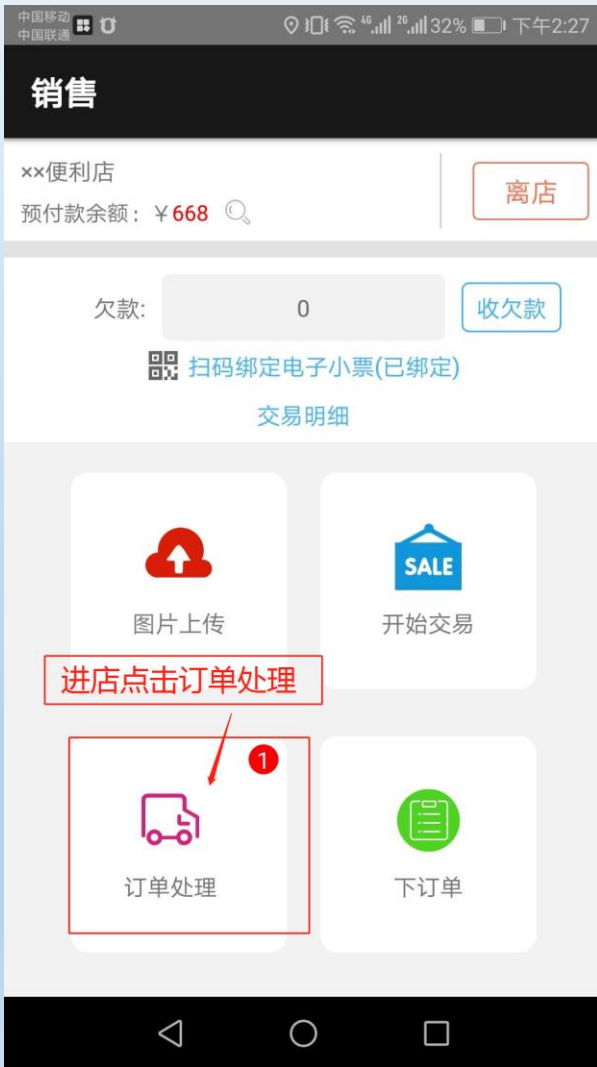 中国移动
中国联通
4G 2G 32% 下午2:27
销售
××便利店
预付款余额：￥668
离店
欠款: 0 收欠款
扫码绑定电子小票(已绑定)
交易明细
SALE
图片上传 开始交易
进店点击订单处理
1
订单处理 下订单